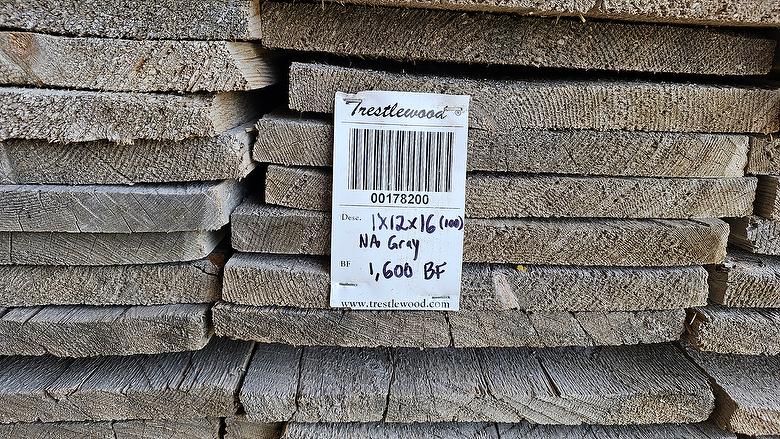 Trestlewood
00178200
Desc. 1x12x16 (100)
NA Gray
BF 1,600 BF
www.trestlewood.com